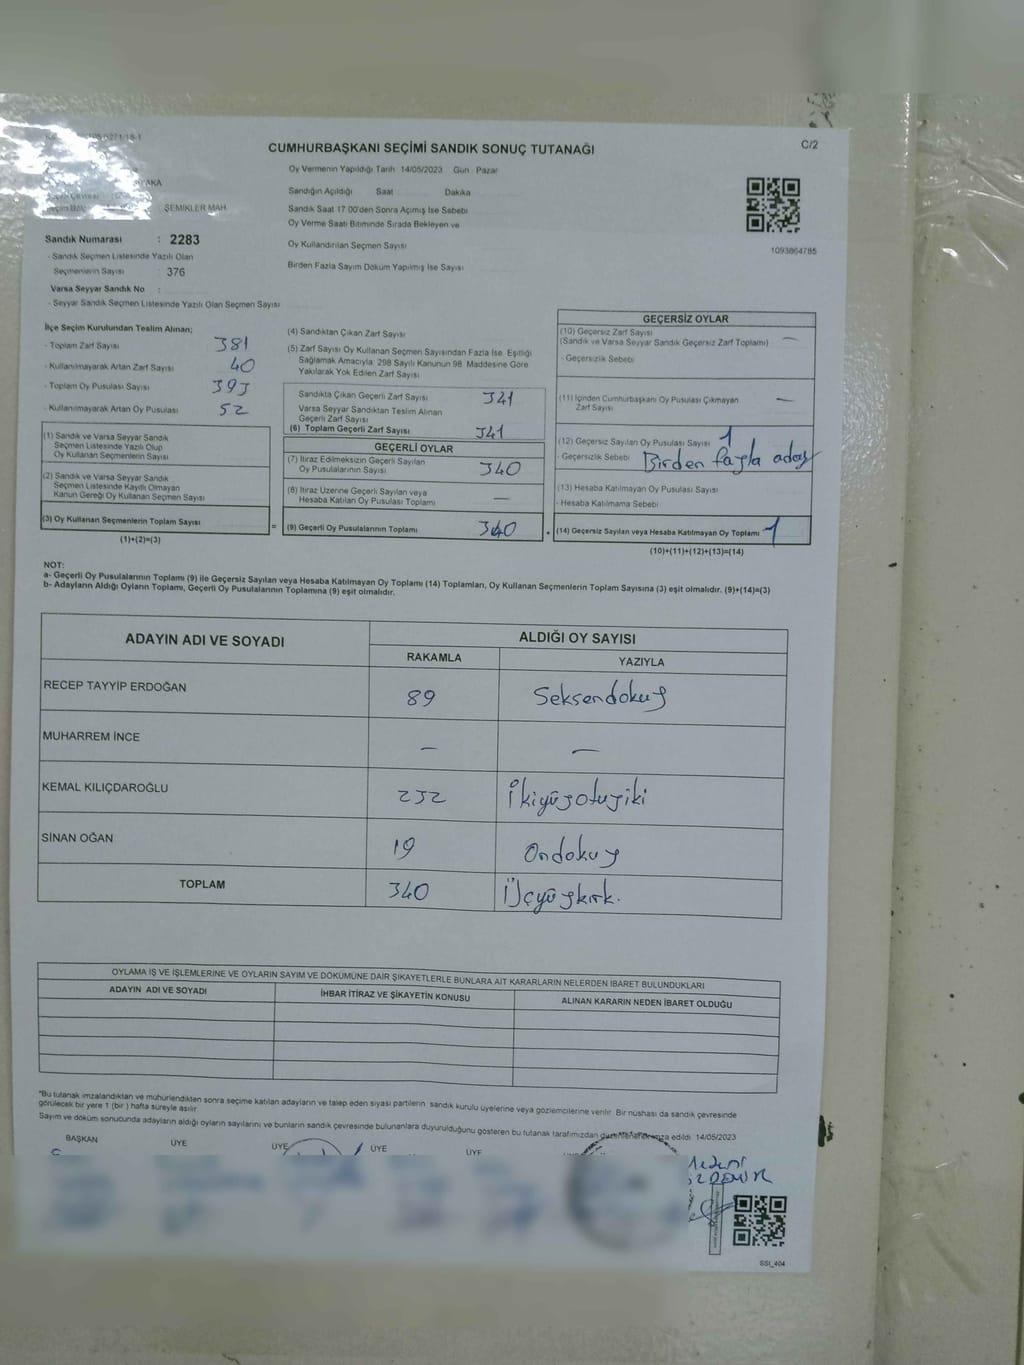 CUMHURBAŞKANI SEÇİMİ SANDIK SONUÇ TUTANAĞI
C/2
Oy Vermenin Yapıldığı Tarih 14/05/2023 Gün : Pazar
Sandığın Açıldığı Saat Dakika
ŞEMİKLER MAH.
Sandık Saat 17:00'den Sonra Açımış İse Sebebi
Oy Verme Saati Bitiminde Sırada Bekleyen ve
Oy Kullandırılan Seçmen Sayısı
Birden Fazla Sayım Döküm Yapılmış İse Sayısı
1093864785
Sandık Numarası : 2283
- Sandık Seçmen Listesinde Yazılı Olan
Seçmenlerin Sayısı : 376
Varsa Seyyar Sandık No :
- Seyyar Sandık Seçmen Listesinde Yazılı Olan Seçmen Sayısı
İlçe Seçim Kurulundan Teslim Alınan;
- Toplam Zarf Sayısı 381
- Kullanılmayarak Artan Zarf Sayısı 40
- Toplam Oy Pusulası Sayısı 393
- Kullanılmayarak Artan Oy Pusulası 52
(1) Sandık ve Varsa Seyyar Sandık
Seçmen Listesinde Yazılı Olup
Oy Kullanan Seçmenlerin Sayısı
(2) Sandık ve Varsa Seyyar Sandık
Seçmen Listesinde Kayıtlı Olmayan
Kanun Gereği Oy Kullanan Seçmen Sayısı
(3) Oy Kullanan Seçmenlerin Toplam Sayısı
(1)+(2)=(3)
(4) Sandıktan Çıkan Zarf Sayısı
(5) Zarf Sayısı Oy Kullanan Seçmen Sayısından Fazla İse, Eşitliği
Sağlamak Amacıyla; 298 Sayılı Kanunun 98. Maddesine Göre
Yakılarak Yok Edilen Zarf Sayısı
Sandıkta Çıkan Geçerli Zarf Sayısı 341
Varsa Seyyar Sandıktan Teslim Alınan
Geçerli Zarf Sayısı
(6) Toplam Geçerli Zarf Sayısı 341
GEÇERLİ OYLAR
(7) İtiraz Edilmeksizin Geçerli Sayılan
Oy Pusulalarının Sayısı 340
(8) İtiraz Üzerine Geçerli Sayılan veya
Hesaba Katılan Oy Pusulası Toplamı —
= (9) Geçerli Oy Pusulalarının Toplamı 340
GEÇERSİZ OYLAR
(10) Geçersiz Zarf Sayısı
(Sandık ve Varsa Seyyar Sandık Geçersiz Zarf Toplamı) —
- Geçersizlik Sebebi
(11) İçinden Cumhurbaşkanı Oy Pusulası Çıkmayan
Zarf Sayısı —
(12) Geçersiz Sayılan Oy Pusulası Sayısı 1
- Geçersizlik Sebebi Birden fazla aday
(13) Hesaba Katılmayan Oy Pusulası Sayısı
- Hesaba Katılmama Sebebi
+ (14) Geçersiz Sayılan veya Hesaba Katılmayan Oy Toplamı 1
(10)+(11)+(12)+(13)=(14)
NOT:
a- Geçerli Oy Pusulalarının Toplamı (9) ile Geçersiz Sayılan veya Hesaba Katılmayan Oy Toplamı (14) Toplamları, Oy Kullanan Seçmenlerin Toplam Sayısına (3) eşit olmalıdır. (9)+(14)=(3)
b- Adayların Aldığı Oyların Toplamı, Geçerli Oy Pusulalarının Toplamına (9) eşit olmalıdır.
ADAYIN ADI VE SOYADI ALDIĞI OY SAYISI
RAKAMLA YAZIYLA
RECEP TAYYİP ERDOĞAN 89 Seksendokuz
MUHARREM İNCE — —
KEMAL KILIÇDAROĞLU 232 İkiyüzotuziki
SİNAN OĞAN 19 Ondokuz
TOPLAM 340 Üçyüzkırk.
OYLAMA İŞ VE İŞLEMLERİNE VE OYLARIN SAYIM VE DÖKÜMÜNE DAİR ŞİKAYETLERLE BUNLARA AİT KARARLARIN NELERDEN İBARET BULUNDUKLARI
ADAYIN ADI VE SOYADI İHBAR İTİRAZ VE ŞİKAYETİN KONUSU ALINAN KARARIN NEDEN İBARET OLDUĞU
*Bu tutanak imzalandıktan ve mühürlendikten sonra seçime katılan adayların ve talep eden siyasi partilerin sandık kurulu üyelerine veya gözlemcilerine verilir. Bir nüshası da sandık çevresinde
görülecek bir yere 1 (bir) hafta süreyle asılır.
Sayım ve döküm sonucunda adayların aldığı oyların sayılarını ve bunların sandık çevresinde bulunanlara duyurulduğunu gösteren bu tutanak tarafımızdan edildi. 14/05/2023
BAŞKAN ÜYE ÜYE ÜYE ÜYE
SSI_404